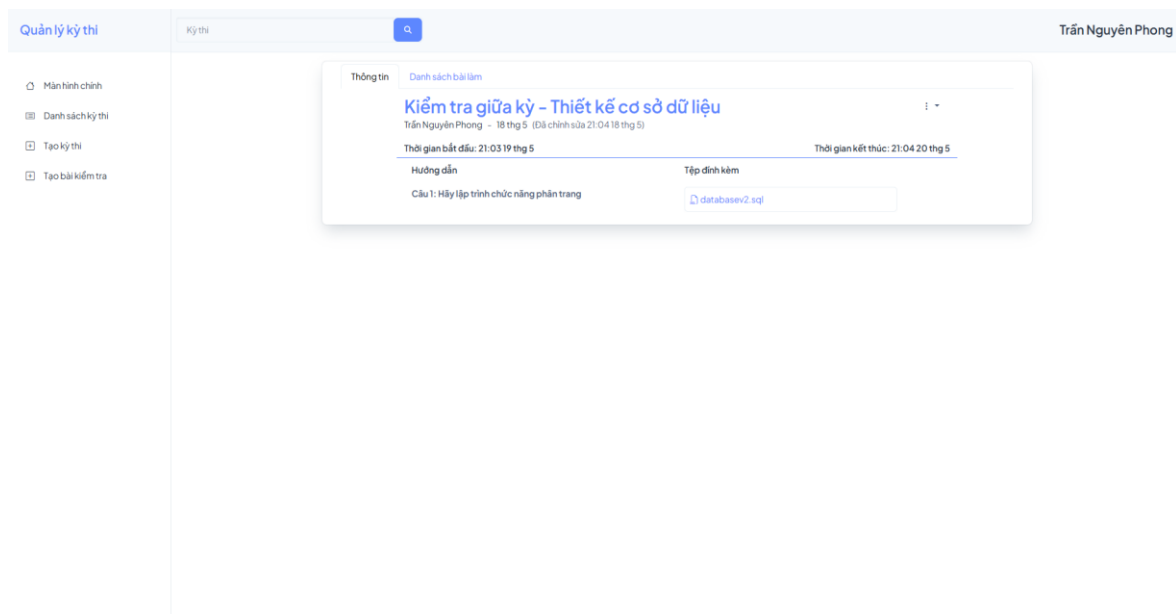 Quản lý kỳ thi
Kỳ thi
Trần Nguyên Phong
Màn hình chính
Danh sách kỳ thi
Tạo kỳ thi
Tạo bài kiểm tra
Thông tin
Danh sách bài làm
Kiểm tra giữa kỳ – Thiết kế cơ sở dữ liệu
Trần Nguyên Phong - 18 thg 5 (Đã chỉnh sửa 21:04 18 thg 5)
Thời gian bắt đầu: 21:03 19 thg 5
Thời gian kết thúc: 21:04 20 thg 5
Hướng dẫn
Tệp đính kèm
Câu 1: Hãy lập trình chức năng phân trang
databasev2.sql